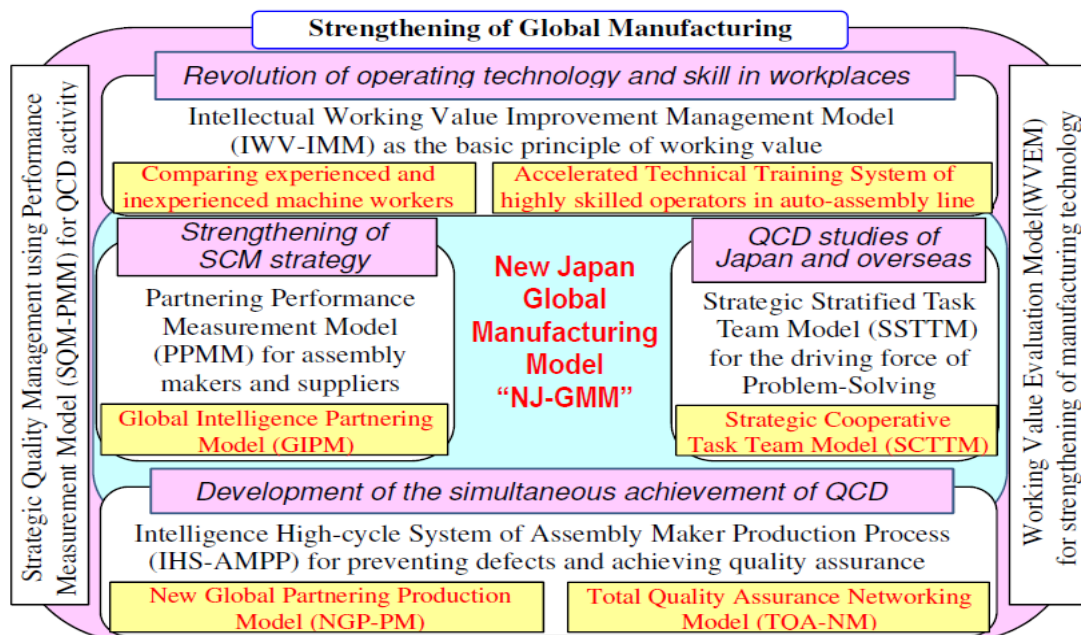 Strengthening of Global Manufacturing
Strategic Quality Management using Performance
Measurement Model (SQM-PMM) for QCD activity
Revolution of operating technology and skill in workplaces
Intellectual Working Value Improvement Management Model
(IWV-IMM) as the basic principle of working value
Comparing experienced and
inexperienced machine workers
Accelerated Technical Training System of
highly skilled operators in auto-assembly line
Strengthening of
SCM strategy
Partnering Performance
Measurement Model
(PPMM) for assembly
makers and suppliers
Global Intelligence Partnering
Model (GIPM)
New Japan
Global
Manufacturing
Model
“NJ-GMM”
QCD studies of
Japan and overseas
Strategic Stratified Task
Team Model (SSTTM)
for the driving force of
Problem-Solving
Strategic Cooperative
Task Team Model (SCTTM)
Development of the simultaneous achievement of QCD
Intelligence High-cycle System of Assembly Maker Production Process
(IHS-AMPP) for preventing defects and achieving quality assurance
New Global Partnering Production
Model (NGP-PM)
Total Quality Assurance Networking
Model (TQA-NM)
Working Value Evaluation Model(WVEM)
for strengthening of manufacturing technology